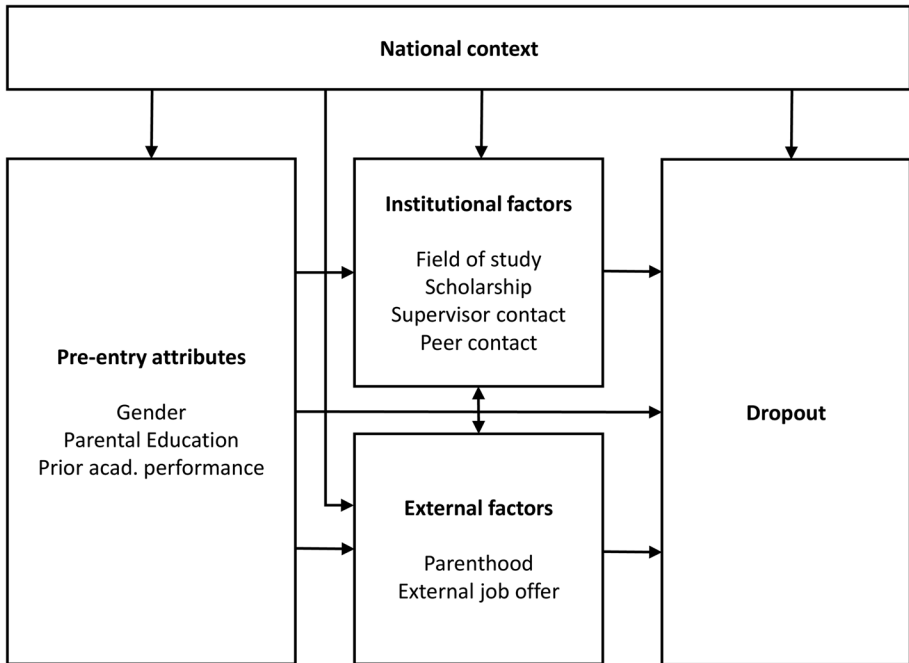 National context
Pre-entry attributes
Gender
Parental Education
Prior acad. performance
Institutional factors
Field of study
Scholarship
Supervisor contact
Peer contact
External factors
Parenthood
External job offer
Dropout